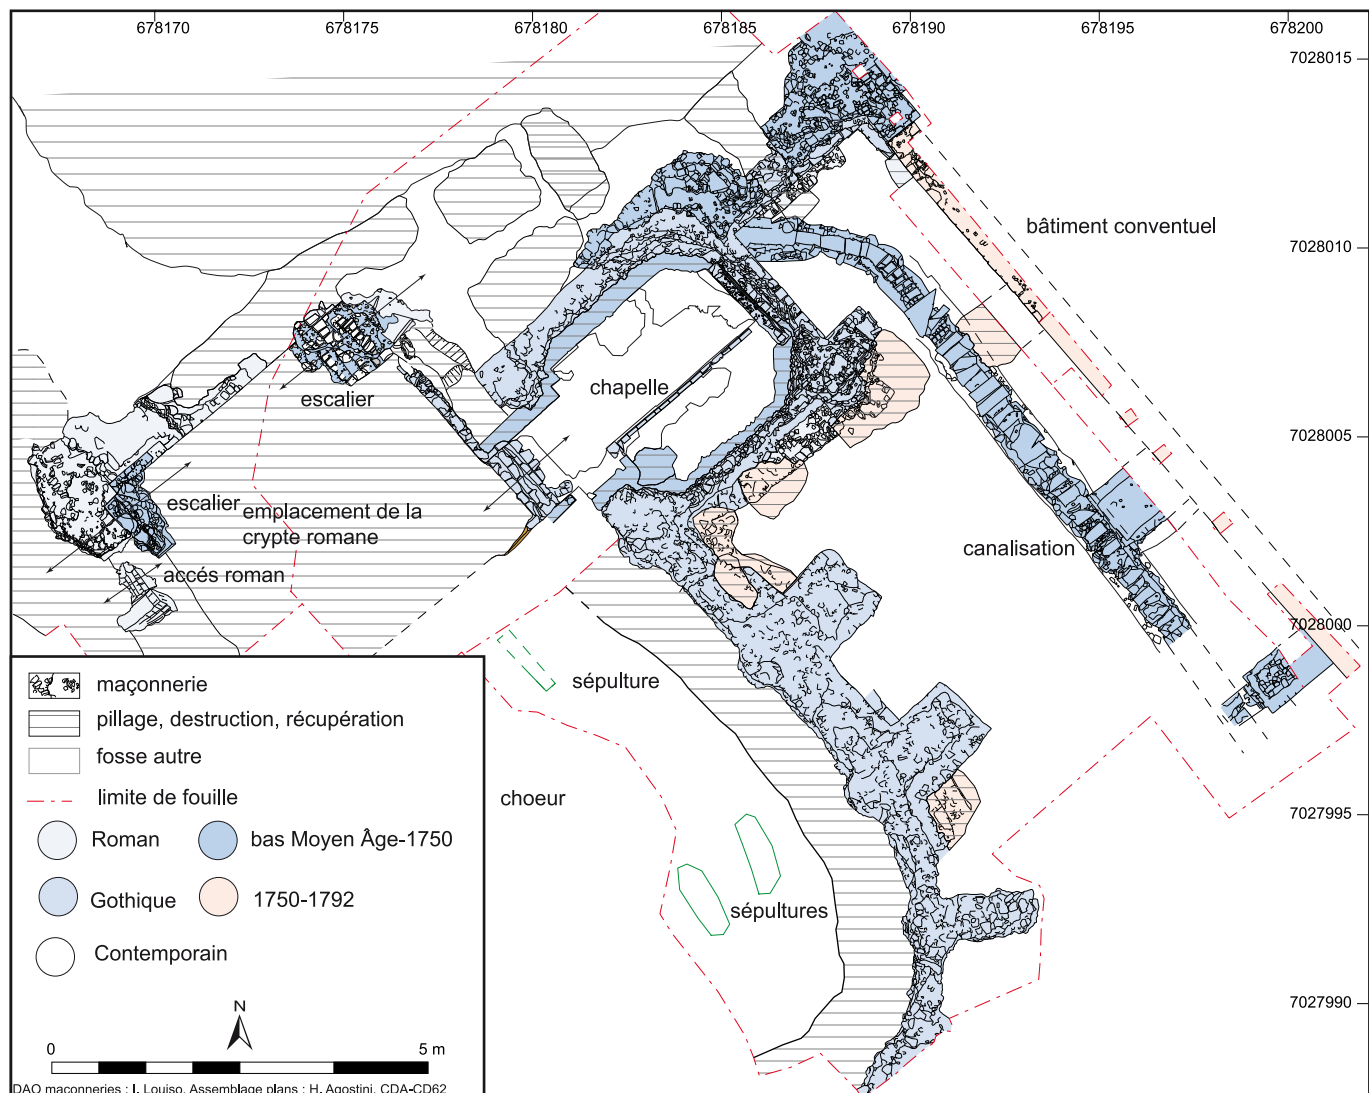 678170 678175 678180 678185 678190 678195 678200
7028015
bâtiment conventuel
7028010
chapelle
escalier
7028005
escalier
emplacement de la
crypte romane
canalisation
accés roman
7028000
sépulture
choeur
7027995
sépultures
7027990
maçonnerie
pillage, destruction, récupération
fosse autre
limite de fouille
Roman
bas Moyen Âge-1750
Gothique
1750-1792
Contemporain
N
0 5 m
DAO maçonneries : I. Louiso, Assemblage plans : H. Agostini, CDA-CD62